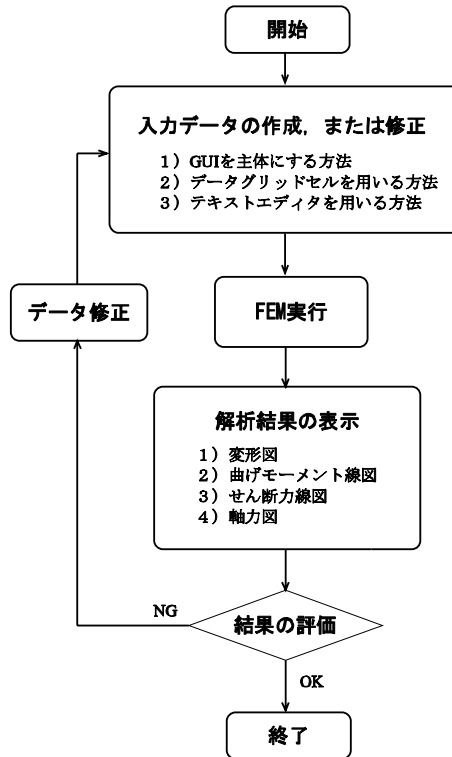 開始
入力データの作成，または修正
１）GUIを主体にする方法
２）データグリッドセルを用いる方法
３）テキストエディタを用いる方法
データ修正
FEM実行
解析結果の表示
１）変形図
２）曲げモーメント線図
３）せん断力線図
４）軸力図
NG
結果の評価
OK
終了